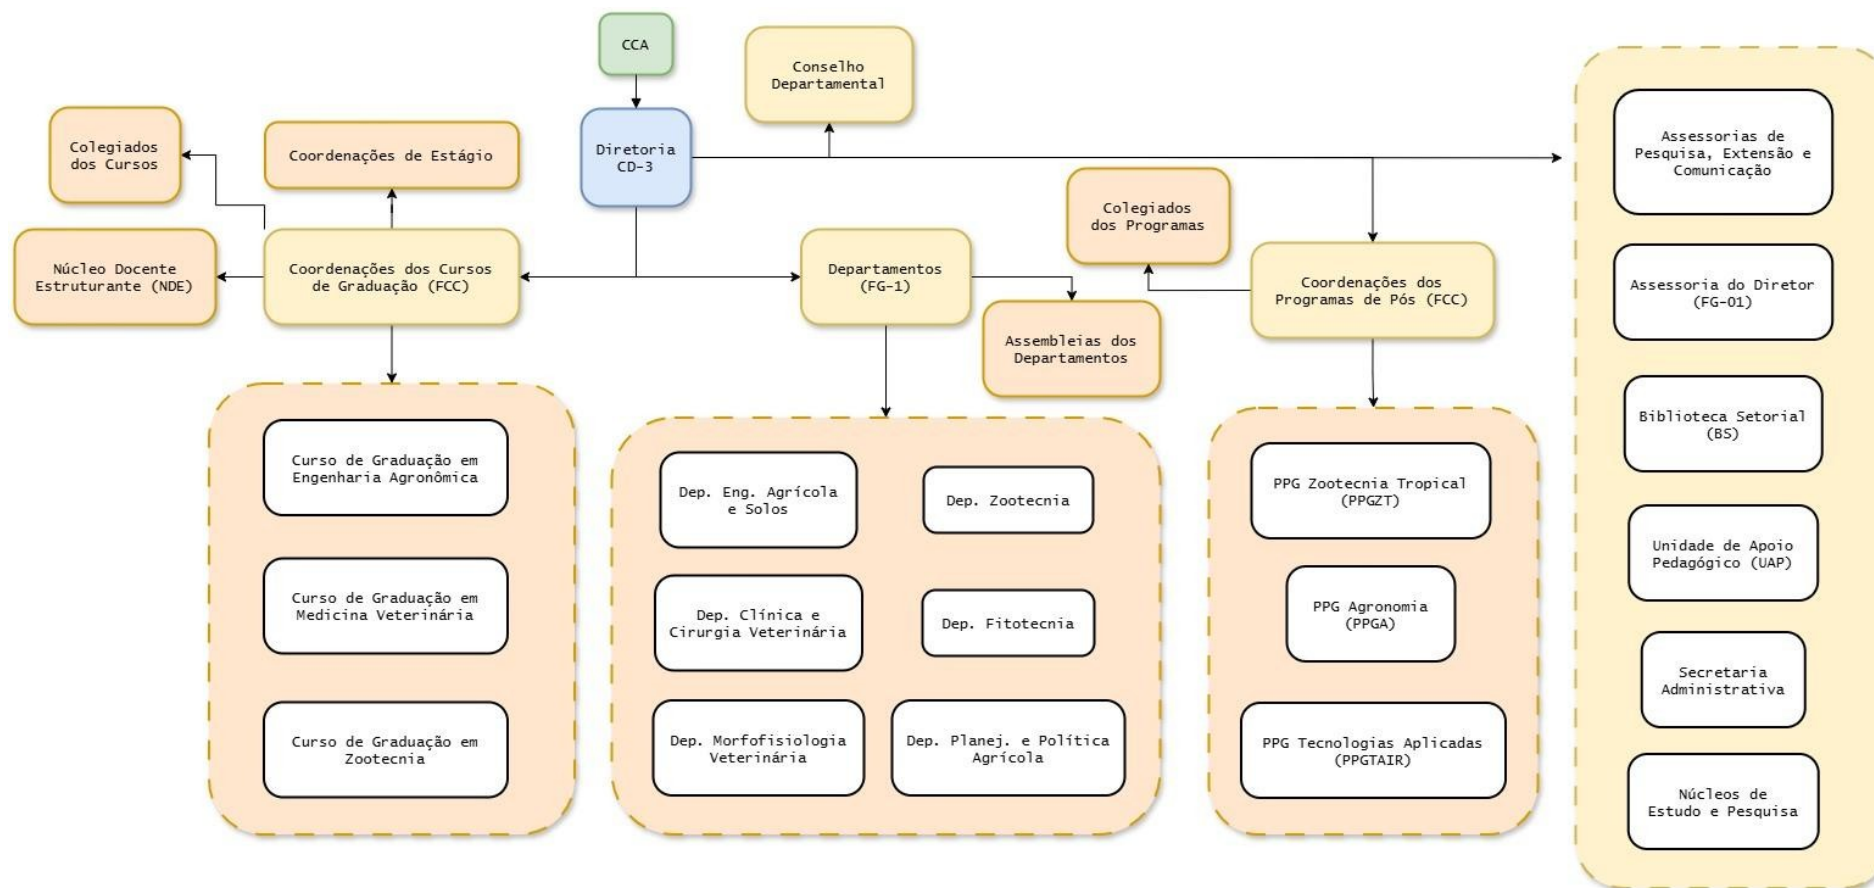 CCA
Conselho
Departamental
Diretoria
CD-3
Colegiados
dos Cursos
Coordenações de Estágio
Núcleo Docente
Estruturante (NDE)
Coordenações dos Cursos
de Graduação (FCC)
Departamentos
(FG-1)
Assembleias dos
Departamentos
Colegiados
dos Programas
Coordenações dos
Programas de Pós (FCC)
Curso de Graduação em
Engenharia Agronômica
Curso de Graduação em
Medicina Veterinária
Curso de Graduação em
Zootecnia
Dep. Eng. Agrícola
e Solos
Dep. Zootecnia
Dep. Clínica e
Cirurgia Veterinária
Dep. Fitotecnia
Dep. Morfofisiologia
Veterinária
Dep. Planej. e Política
Agrícola
PPG Zootecnia Tropical
(PPGZT)
PPG Agronomia
(PPGA)
PPG Tecnologias Aplicadas
(PPGTAIR)
Assessorias de
Pesquisa, Extensão e
Comunicação
Assessoria do Diretor
(FG-01)
Biblioteca Setorial
(BS)
Unidade de Apoio
Pedagógico (UAP)
Secretaria
Administrativa
Núcleos de
Estudo e Pesquisa